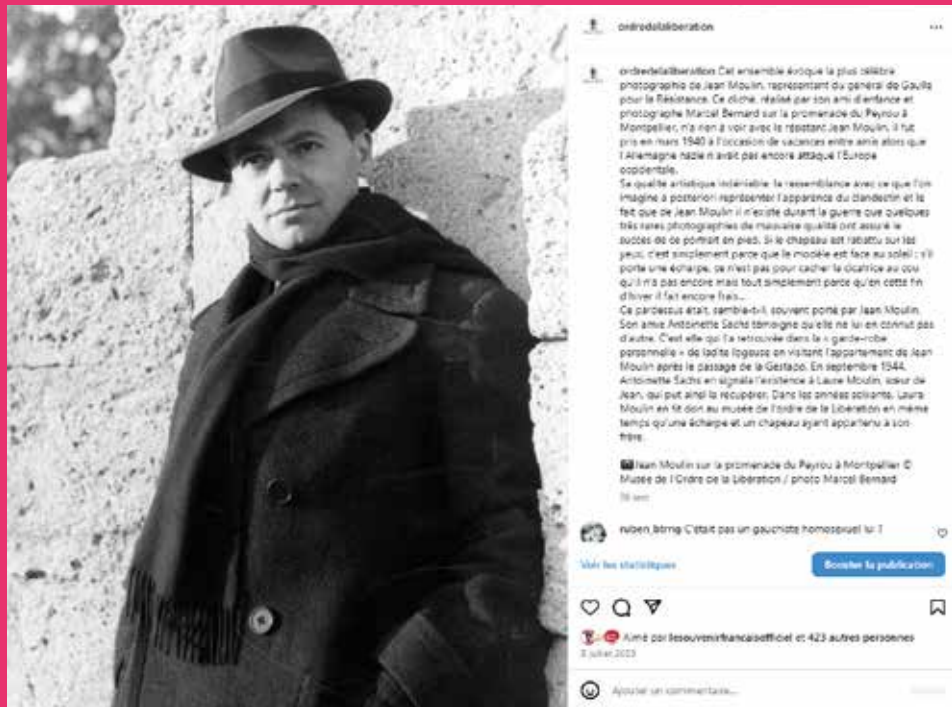 ordredelaliberation
ordredelaliberation Cet ensemble évoque la plus célèbre
photographie de Jean Moulin, représentant du général de Gaulle
pour la Résistance. Ce cliché, réalisé par son ami d'enfance et
photographe Marcel Bernard sur la promenade du Peyrou à
Montpellier, n'a rien à voir avec le résistant Jean Moulin. Il fut
pris en mars 1940 à l'occasion de vacances entre amis alors que
l'Allemagne nazie n'avait pas encore attaqué l'Europe
occidentale.
Sa qualité artistique indéniable, la ressemblance avec ce que l'on
imagine a posteriori représenter l'apparence du clandestin et le
fait que de Jean Moulin il n'existe durant la guerre que quelques
très rares photographies de mauvaise qualité ont assuré le
succès de ce portrait en pied. Si le chapeau est rabattu sur les
yeux, c'est simplement parce que le modèle est face au soleil ; s'il
porte une écharpe, ce n'est pas pour cacher la cicatrice au cou
qu'il n'a pas encore mais tout simplement parce qu'en cette fin
d'hiver il fait encore frais...
Ce pardessus était, semble-t-il, souvent porté par Jean Moulin.
Son amie Antoinette Sachs témoigne qu'elle ne lui en connut pas
d'autre. C'est elle qui l'a retrouvée dans la « garde-robe
personnelle » de ladite logeuse en visitant l'appartement de Jean
Moulin après le passage de la Gestapo. En septembre 1944,
Antoinette Sachs en signala l'existence à Laure Moulin, sœur de
Jean, qui put ainsi la récupérer. Dans les années suivante, Laure
Moulin en fit don au musée de l'ordre de la Libération en même
temps qu'une écharpe et un chapeau ayant appartenu à son
frère.
Jean Moulin sur la promenade du Peyrou à Montpellier ©
Musée de l'Ordre de la Libération / photo Marcel Bernard
sem
C'était pas un gauchiste homosexuel lui ?
Voir les statistiques
Booster la publication
Aimé par lesouvenirfrancaisofficiel et 423 autres personnes
juillet 2023
Ajouter un commentaire...